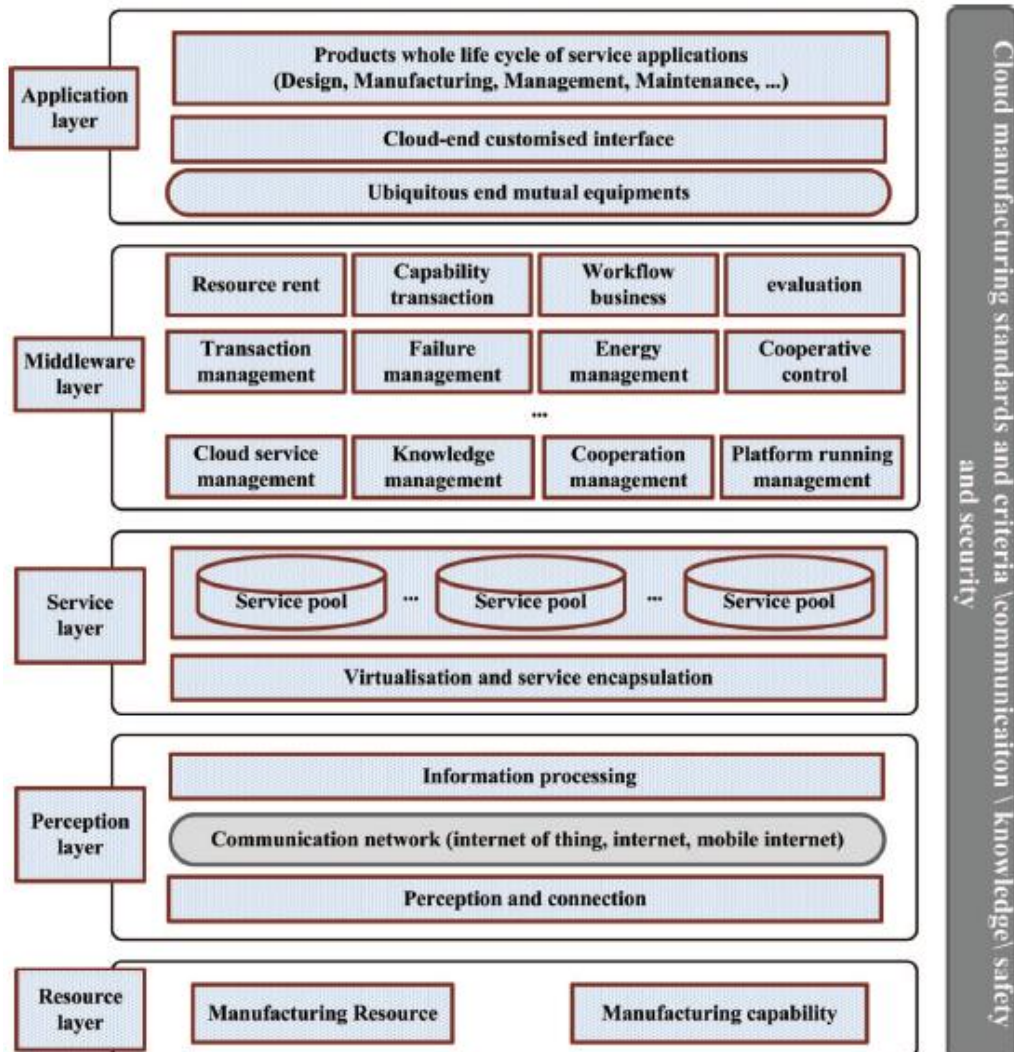 Products whole life cycle of service applications
(Design, Manufacturing, Management, Maintenance, ...)
Application
layer
Cloud-end customised interface
Ubiquitous end mutual equipments
Resource rent
Capability
transaction
Workflow
business
evaluation
Middleware
layer
Transaction
management
Failure
management
Energy
management
Cooperative
control
...
Cloud service
management
Knowledge
management
Cooperation
management
Platform running
management
Service
layer
Service pool
...
Service pool
...
Service pool
Virtualisation and service encapsulation
Perception
layer
Information processing
Communication network (internet of thing, internet, mobile internet)
Perception and connection
Resource
layer
Manufacturing Resource
Manufacturing capability
Cloud manufacturing standards and criteria \communicaiton \ knowledge\ safety
and security